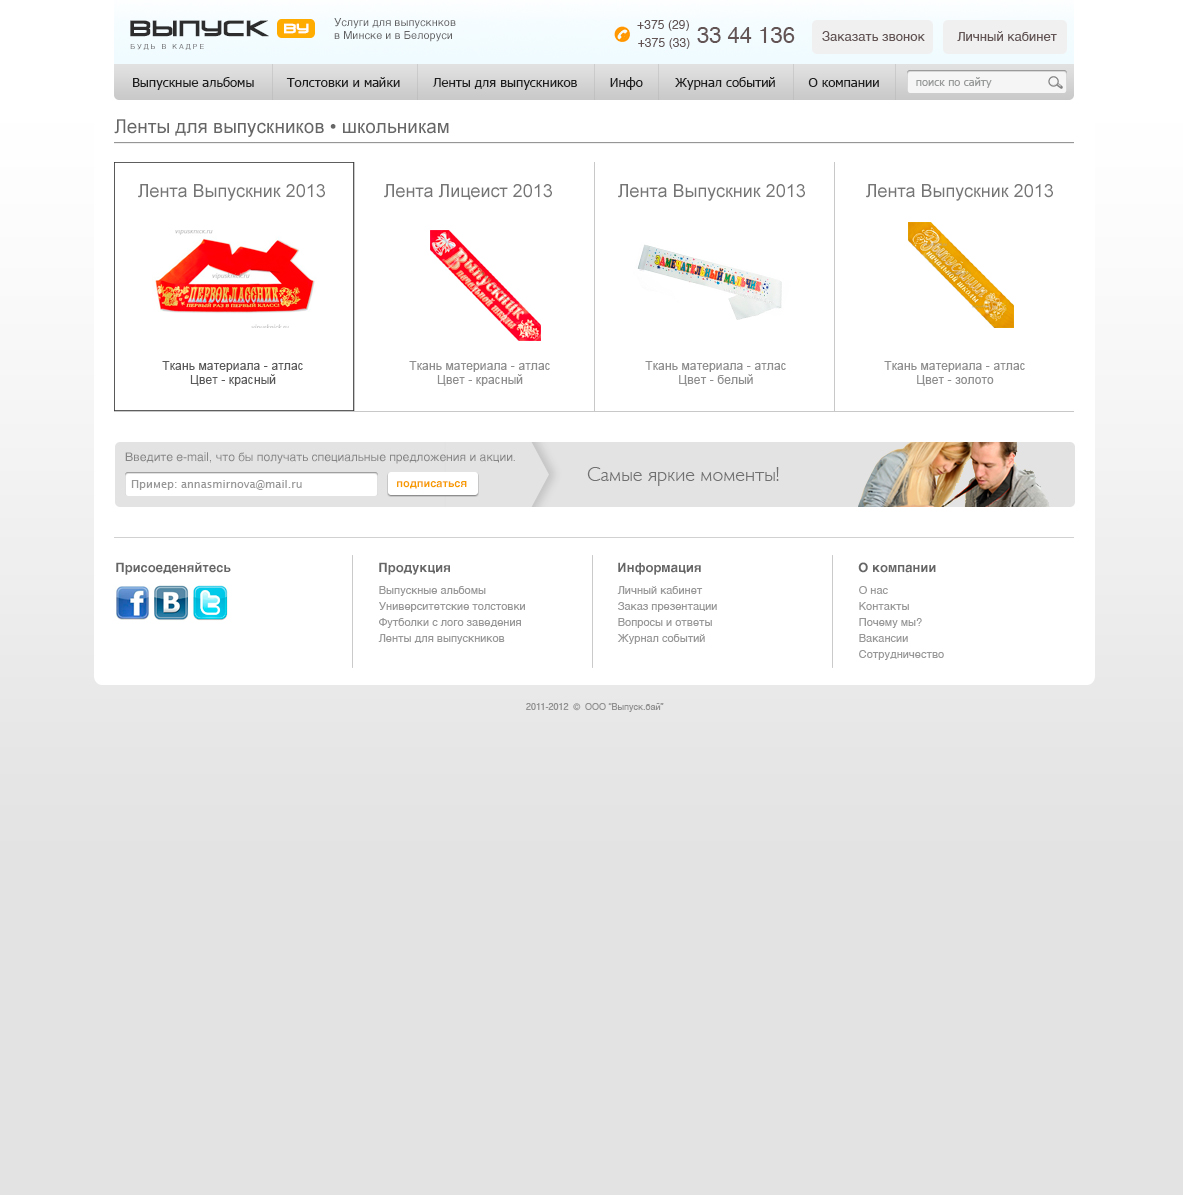 ВЫПУСК BY
БУДЬ В КАДРЕ
Услуги для выпускнков
в Минске и в Белоруси
+375 (29)
+375 (33)
33 44 136
Заказать звонок
Личный кабинет
Выпускные альбомы
Толстовки и майки
Ленты для выпускников
Инфо
Журнал событий
О компании
поиск по сайту
Ленты для выпускников • школьникам
Лента Выпускник 2013
ПЕРВОКЛАССНИК
ПЕРВЫЙ РАЗ В ПЕРВЫЙ КЛАСС!
Ткань материала - атлас
Цвет - красный
Лента Лицеист 2013
Выпускник
начальной школы
Ткань материала - атлас
Цвет - красный
Лента Выпускник 2013
ЗАМЕЧАТЕЛЬНЫЙ МАЛЬЧИК
Ткань материала - атлас
Цвет - белый
Лента Выпускник 2013
Выпускник
начальной школы
Ткань материала - атлас
Цвет - золото
Введите e-mail, что бы получать специальные предложения и акции.
Пример: annasmirnova@mail.ru
подписаться
Самые яркие моменты!
Присоеденяйтесь
Продукция
Выпускные альбомы
Университетские толстовки
Футболки с лого заведения
Ленты для выпускников
Информация
Личный кабинет
Заказ презентации
Вопросы и ответы
Журнал событий
О компании
О нас
Контакты
Почему мы?
Вакансии
Сотрудничество
2011-2012 © ООО "Выпуск.бай"